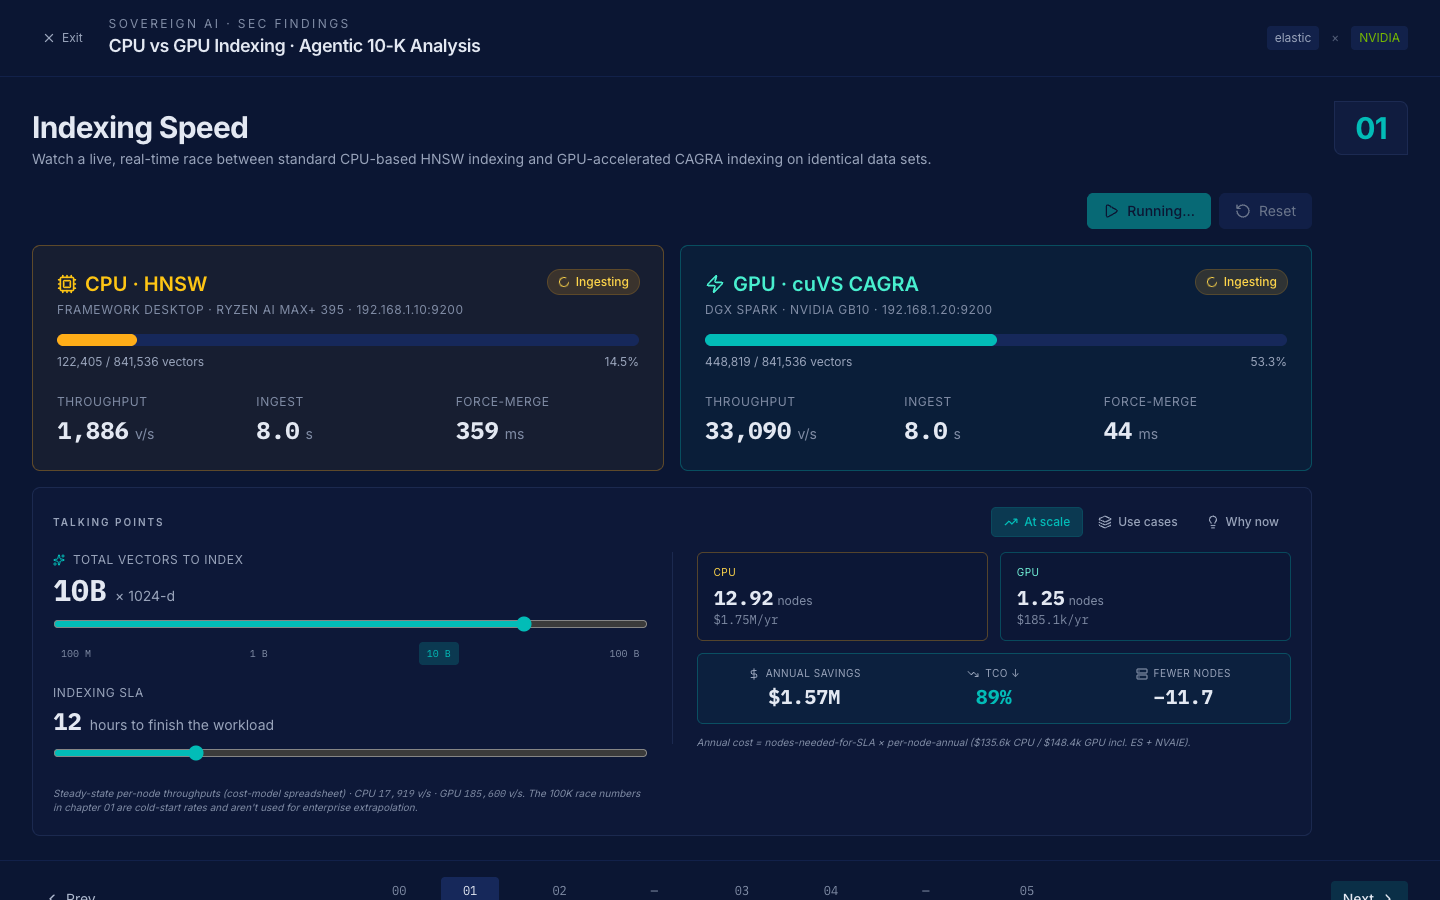 Exit
SOVEREIGN AI · SEC FINDINGS
CPU vs GPU Indexing · Agentic 10-K Analysis
elastic × NVIDIA
Indexing Speed
01
Watch a live, real-time race between standard CPU-based HNSW indexing and GPU-accelerated CAGRA indexing on identical data sets.
Running...
Reset
CPU · HNSW
Ingesting
FRAMEWORK DESKTOP · RYZEN AI MAX+ 395 · 192.168.1.10:9200
122,405 / 841,536 vectors
14.5%
THROUGHPUT
INGEST
FORCE-MERGE
1,886 v/s
8.0 s
359 ms
GPU · cuVS CAGRA
Ingesting
DGX SPARK · NVIDIA GB10 · 192.168.1.20:9200
448,819 / 841,536 vectors
53.3%
THROUGHPUT
INGEST
FORCE-MERGE
33,090 v/s
8.0 s
44 ms
TALKING POINTS
At scale
Use cases
Why now
TOTAL VECTORS TO INDEX
10B × 1024-d
100 M
1 B
10 B
100 B
INDEXING SLA
12 hours to finish the workload
Steady-state per-node throughputs (cost-model spreadsheet) · CPU 17,919 v/s · GPU 185,600 v/s. The 100K race numbers
in chapter 01 are cold-start rates and aren't used for enterprise extrapolation.
CPU
12.92 nodes
$1.75M/yr
GPU
1.25 nodes
$185.1k/yr
ANNUAL SAVINGS
$1.57M
TCO ↓
89%
FEWER NODES
−11.7
Annual cost = nodes-needed-for-SLA × per-node-annual ($135.6k CPU / $148.4k GPU incl. ES + NVAIE).
Prev
00
01
02
—
03
04
—
05
Next